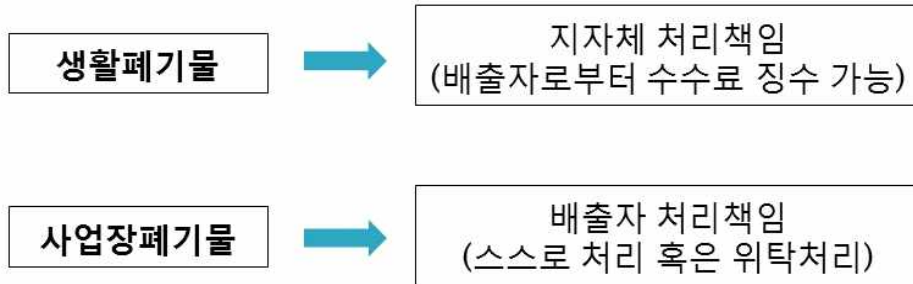 생활폐기물
지자체 처리책임
(배출자로부터 수수료 징수 가능)
사업장폐기물
배출자 처리책임
(스스로 처리 혹은 위탁처리)